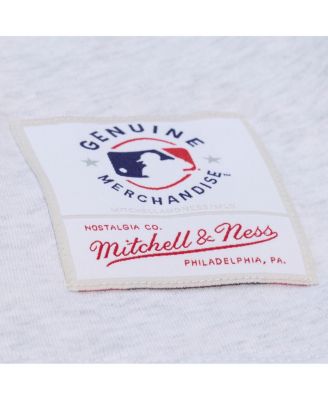 GENUINE
MERCHANDISE
NOSTALGIA CO.
Mitchell & Ness
PHILADELPHIA, PA.